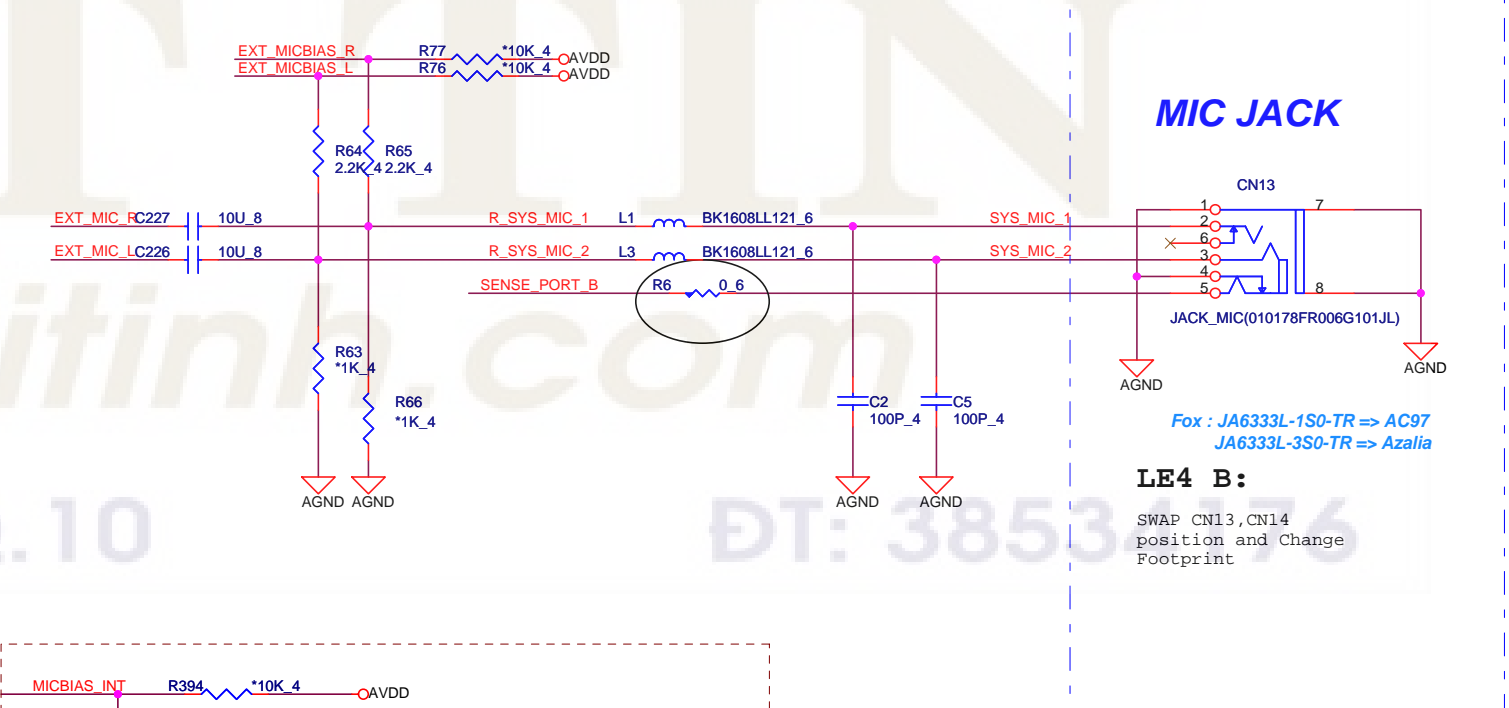 TTIN
EXT_MICBIAS_R
R77
*10K_4
AVDD
EXT_MICBIAS_L
R76
*10K_4
AVDD
MIC JACK
R64
R65
2.2K_4
2.2K_4
CN13
EXT_MIC_R
C227
10U_8
R_SYS_MIC_1
L1
BK1608LL121_6
SYS_MIC_1
1
7
2
6
EXT_MIC_L
C226
10U_8
R_SYS_MIC_2
L3
BK1608LL121_6
SYS_MIC_2
3
4
SENSE_PORT_B
R6
0_6
5
8
JACK_MIC(010178FR006G101JL)
R63
*1K_4
AGND
AGND
itinh.com
R66
*1K_4
C2
100P_4
C5
100P_4
Fox : JA6333L-1S0-TR => AC97
JA6333L-3S0-TR => Azalia
LE4 B:
AGND
AGND
AGND
AGND
.10
ĐT: 38534176
SWAP CN13,CN14
position and Change
Footprint
MICBIAS_INT
R394
*10K_4
AVDD